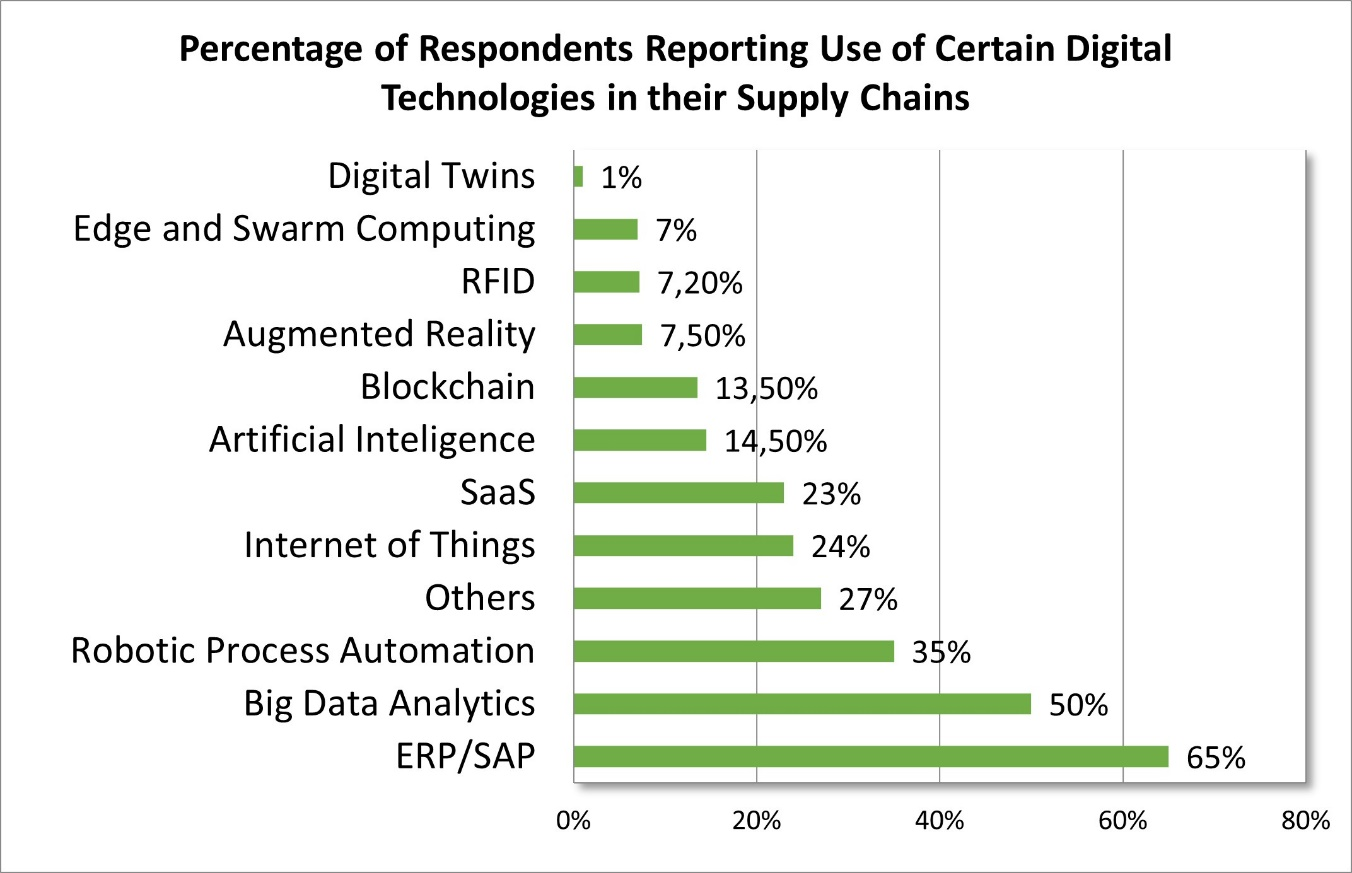 Percentage of Respondents Reporting Use of Certain Digital
Technologies in their Supply Chains
Digital Twins 1%
Edge and Swarm Computing 7%
RFID 7,20%
Augmented Reality 7,50%
Blockchain 13,50%
Artificial Inteligence 14,50%
SaaS 23%
Internet of Things 24%
Others 27%
Robotic Process Automation 35%
Big Data Analytics 50%
ERP/SAP 65%
0% 20% 40% 60% 80%